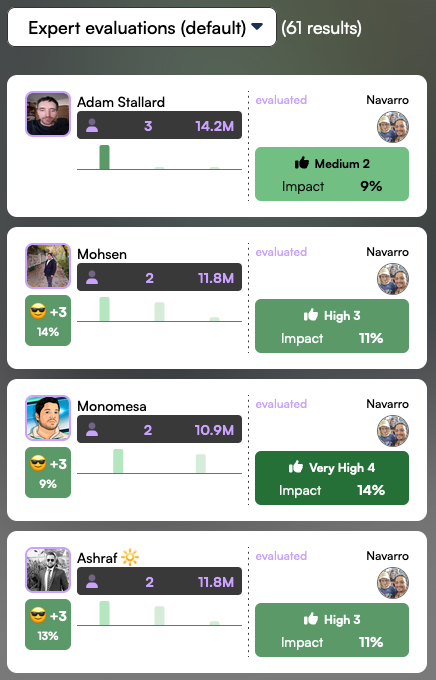 Expert evaluations (default) (61 results)
Adam Stallard
3 14.2M
evaluated Navarro
Medium 2
Impact 9%
Mohsen
2 11.8M
+3
14%
evaluated Navarro
High 3
Impact 11%
Monomesa
2 10.9M
+3
9%
evaluated Navarro
Very High 4
Impact 14%
Ashraf ☀️
2 11.8M
+3
13%
evaluated Navarro
High 3
Impact 11%